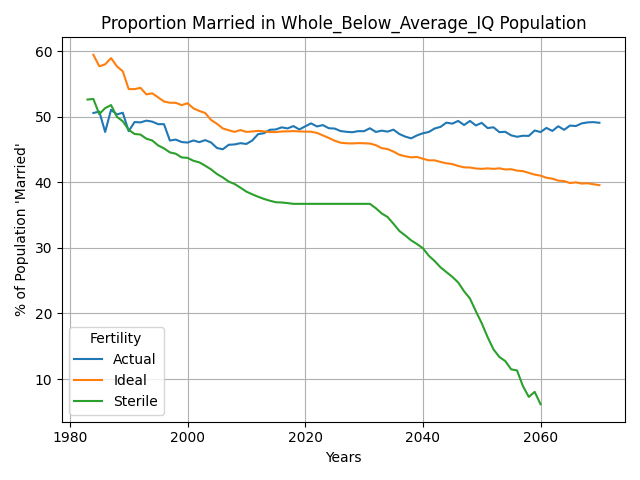 Proportion Married in Whole_Below_Average_IQ Population
% of Population 'Married'
60
50
40
30
20
10
Fertility
Actual
Ideal
Sterile
1980
2000
2020
2040
2060
Years